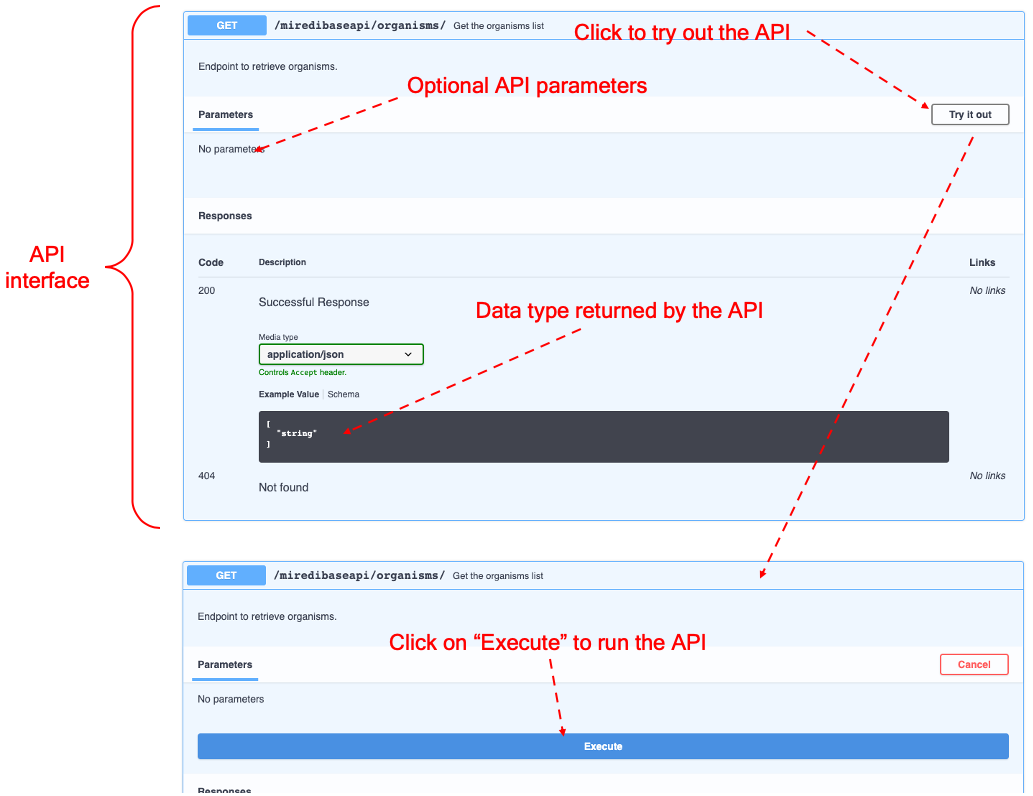 GET /miredibaseapi/organisms/ Get the organisms list
Click to try out the API
Endpoint to retrieve organisms.
Optional API parameters
Parameters
Try it out
No parameters
Responses
API
interface
Code Description Links
200 No links
Successful Response
Data type returned by the API
Media type
application/json
Controls Accept header.
Example Value Schema
[
"string"
]
404 No links
Not found
GET /miredibaseapi/organisms/ Get the organisms list
Endpoint to retrieve organisms.
Click on “Execute” to run the API
Parameters Cancel
No parameters
Execute
Responses